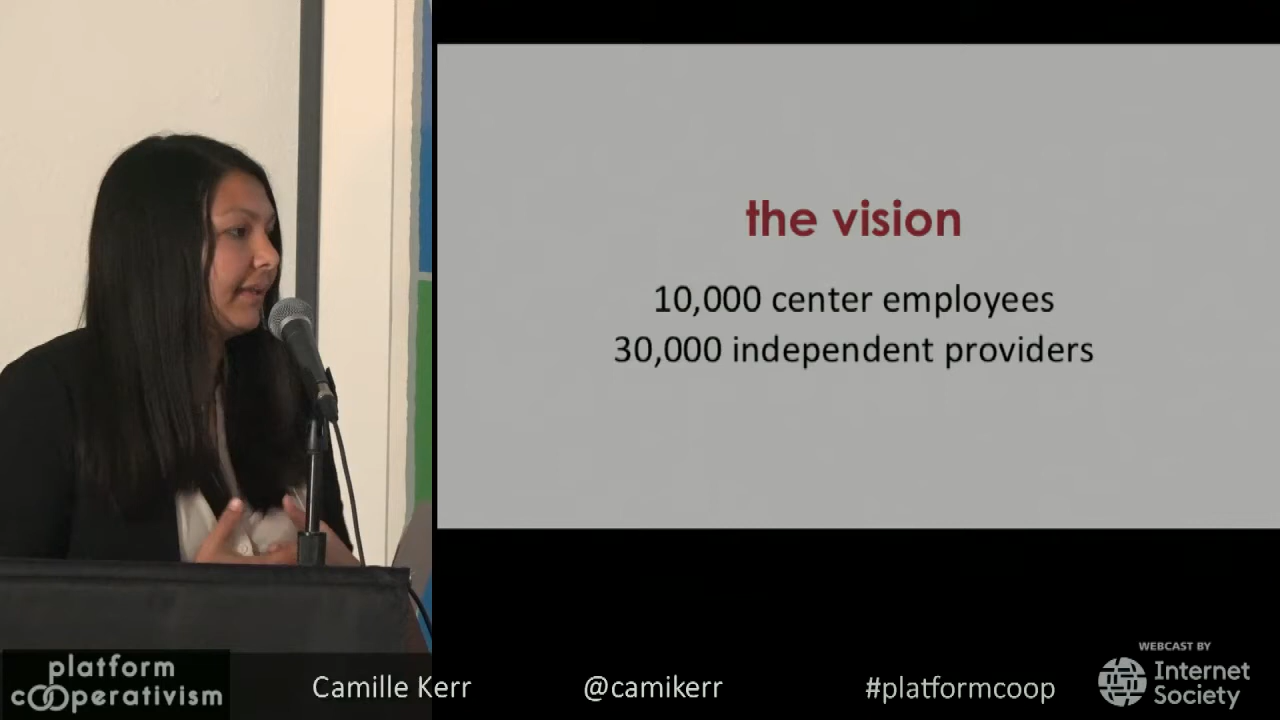 the vision
10,000 center employees
30,000 independent providers
platform
cooperativism
Camille Kerr
@camikerr
#platformcoop
WEBCAST BY
Internet
Society